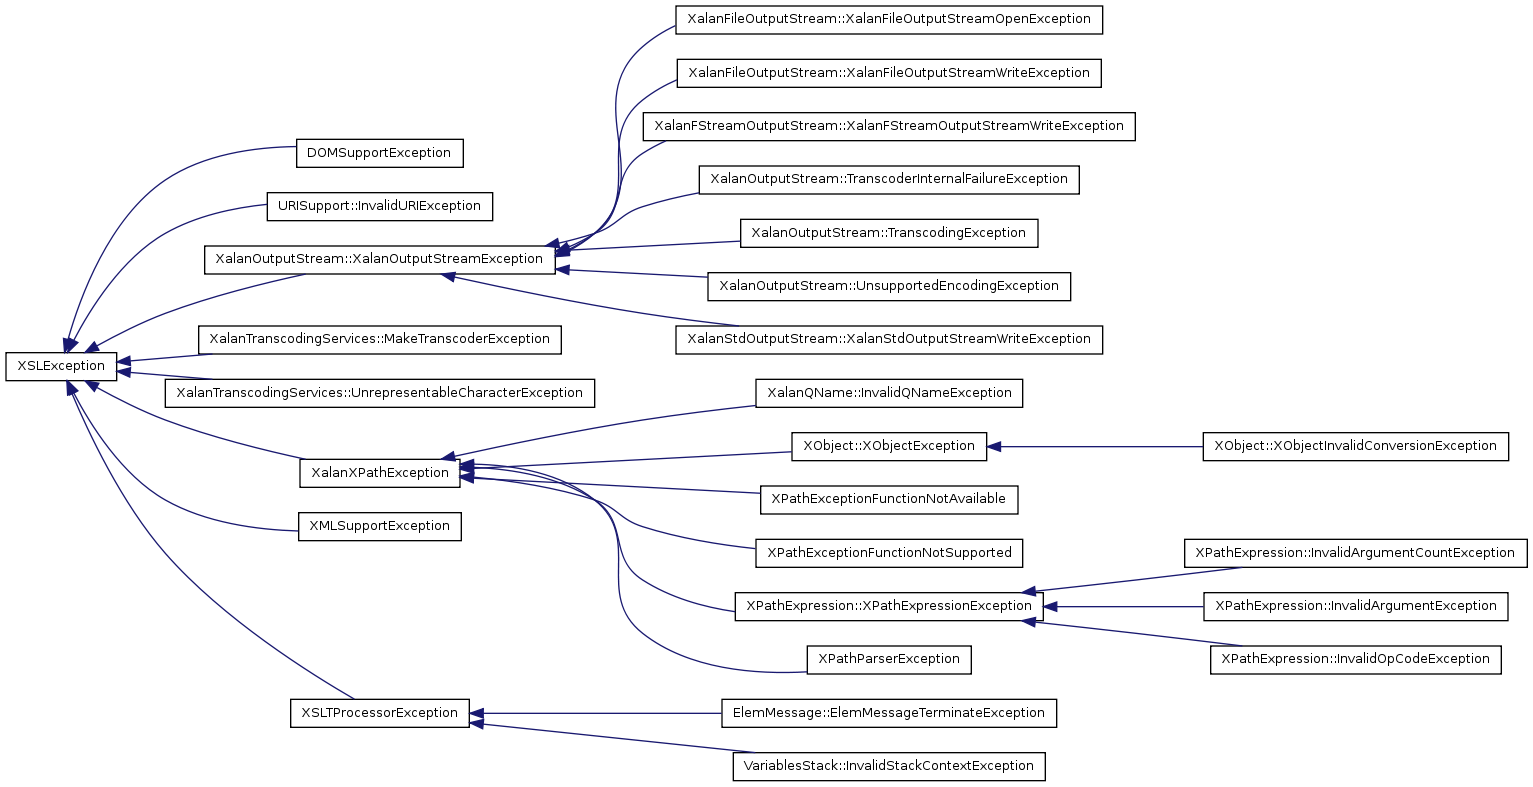 XalanFileOutputStream::XalanFileOutputStreamOpenException
XalanFileOutputStream::XalanFileOutputStreamWriteException
XalanFStreamOutputStream::XalanFStreamOutputStreamWriteException
DOMSupportException
XalanOutputStream::TranscoderInternalFailureException
URISupport::InvalidURIException
XalanOutputStream::TranscodingException
XalanOutputStream::XalanOutputStreamException
XalanOutputStream::UnsupportedEncodingException
XalanTranscodingServices::MakeTranscoderException
XalanStdOutputStream::XalanStdOutputStreamWriteException
XSLException
XalanTranscodingServices::UnrepresentableCharacterException
XalanQName::InvalidQNameException
XObject::XObjectException
XObject::XObjectInvalidConversionException
XalanXPathException
XPathExceptionFunctionNotAvailable
XMLSupportException
XPathExceptionFunctionNotSupported
XPathExpression::InvalidArgumentCountException
XPathExpression::XPathExpressionException
XPathExpression::InvalidArgumentException
XPathParserException
XPathExpression::InvalidOpCodeException
XSLTProcessorException
ElemMessage::ElemMessageTerminateException
VariablesStack::InvalidStackContextException